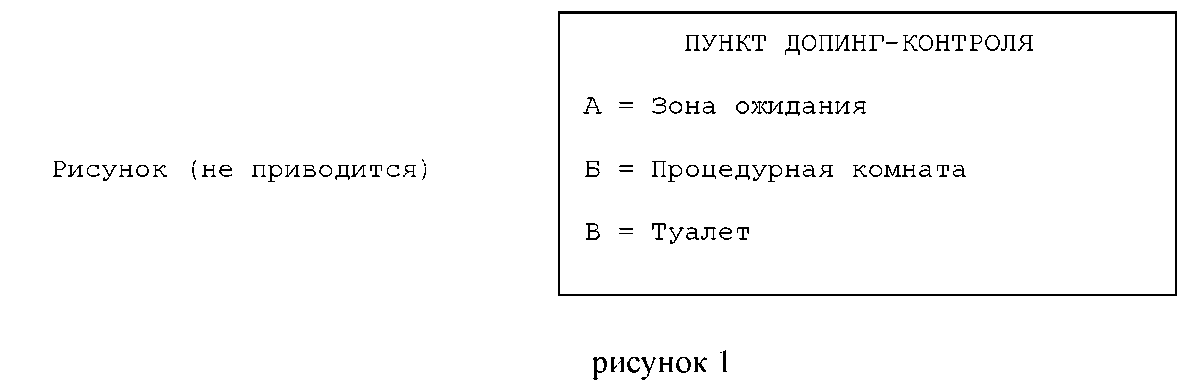 ПУНКТ ДОПИНГ-КОНТРОЛЯ
А = Зона ожидания
Рисунок (не приводится)
Б = Процедурная комната
В = Туалет
рисунок 1